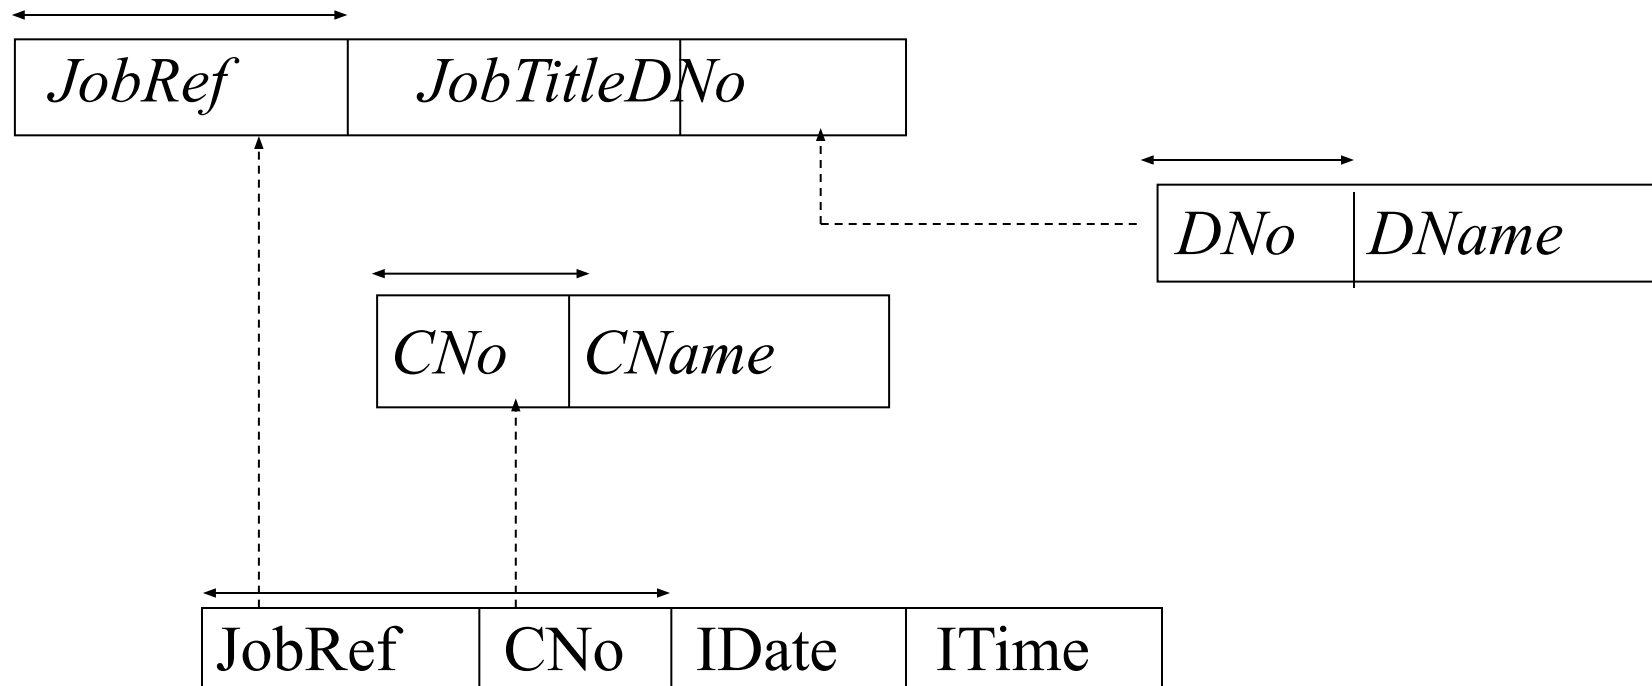 JobRef JobTitleDNo
DNo DName
CNo CName
JobRef CNo IDate ITime